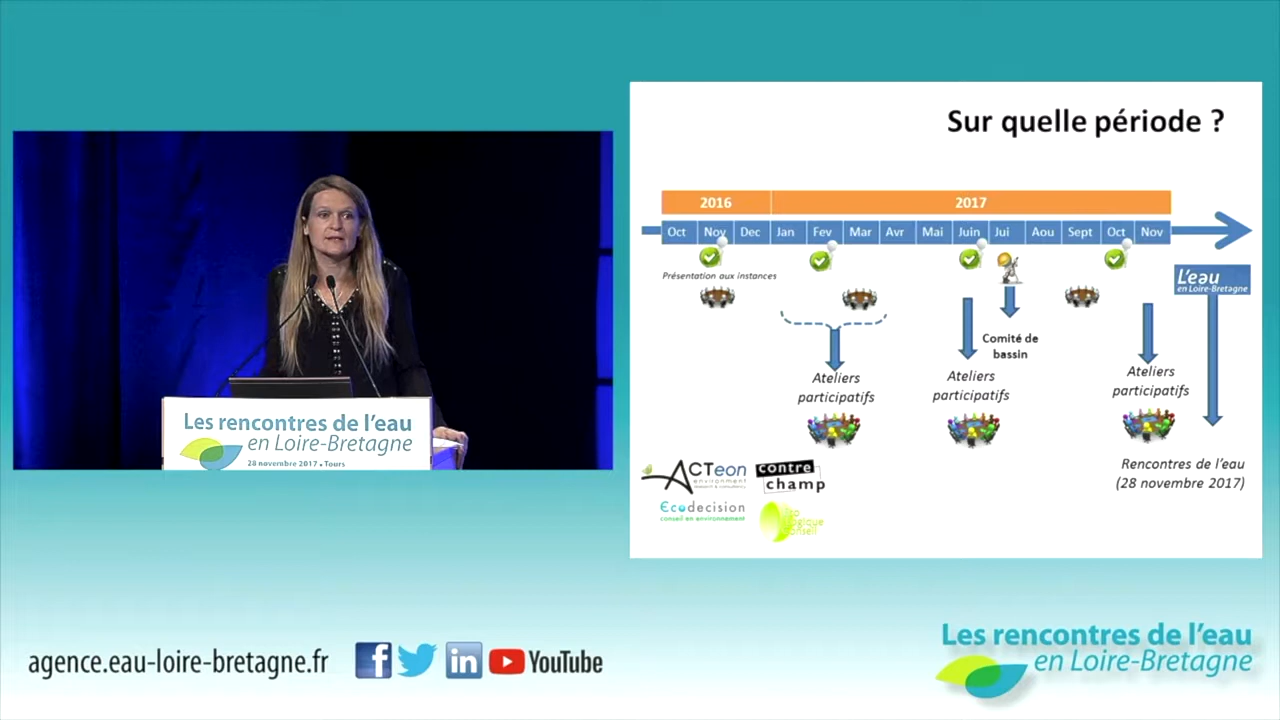 Sur quelle période ?
2016 2017
Oct Nov Dec Jan Fev Mar Avr Mai Juin Jui Aou Sept Oct Nov
Présentation aux instances
L'eau
en Loire-Bretagne
Comité de
bassin
Ateliers
participatifs
Ateliers
participatifs
Ateliers
participatifs
Rencontres de l'eau
(28 novembre 2017)
ACTeon
environment
contre
champ
Ecodecision
conseil en environnement
Les rencontres de l'eau
en Loire-Bretagne
28 novembre 2017 • Tours
agence.eau-loire-bretagne.fr
f
in
YouTube
Les rencontres de l'eau
en Loire-Bretagne